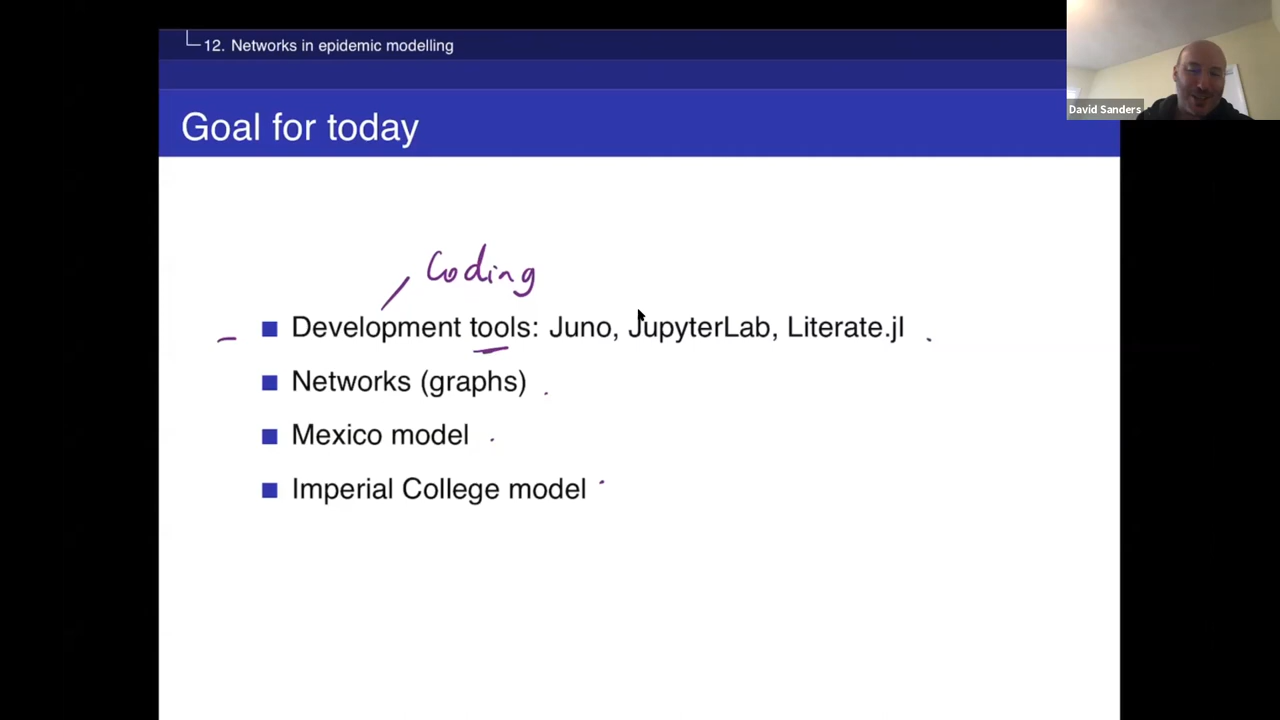 12. Networks in epidemic modelling
David Sanders
Goal for today
Coding
Development tools: Juno, JupyterLab, Literate.jl
Networks (graphs)
Mexico model
Imperial College model